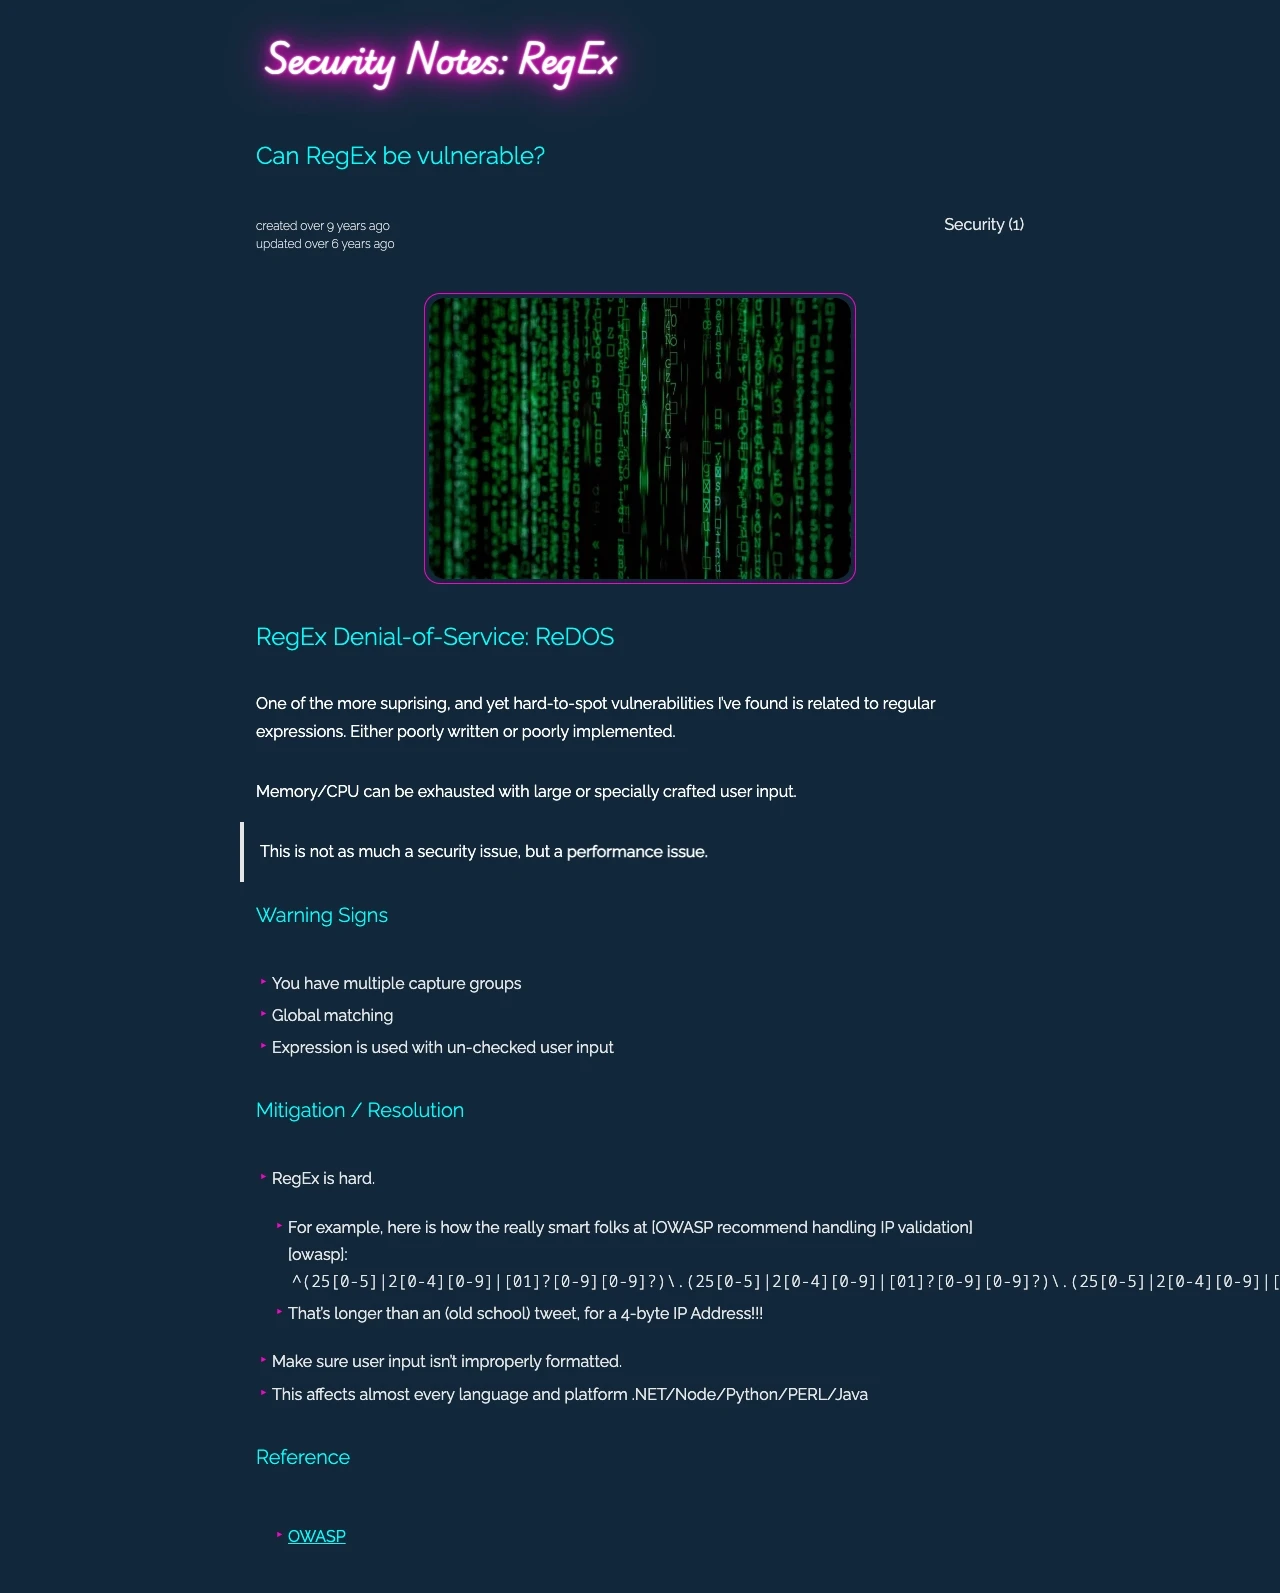 Security Notes: RegEx
Can RegEx be vulnerable?
created over 9 years ago
updated over 6 years ago
Security (1)
RegEx Denial-of-Service: ReDOS
One of the more suprising, and yet hard-to-spot vulnerabilities I've found is related to regular
expressions. Either poorly written or poorly implemented.
Memory/CPU can be exhausted with large or specially crafted user input.
This is not as much a security issue, but a performance issue.
Warning Signs
‣ You have multiple capture groups
‣ Global matching
‣ Expression is used with un-checked user input
Mitigation / Resolution
‣ RegEx is hard.
‣ For example, here is how the really smart folks at [OWASP recommend handling IP validation]
[owasp]:
^(25[0-5]|2[0-4][0-9]|[01]?[0-9][0-9]?)\.(25[0-5]|2[0-4][0-9]|[01]?[0-9][0-9]?)\.(25[0-5]|2[0-4][0-9]|[
‣ That's longer than an (old school) tweet, for a 4-byte IP Address!!!
‣ Make sure user input isn't improperly formatted.
‣ This affects almost every language and platform .NET/Node/Python/PERL/Java
Reference
‣ OWASP